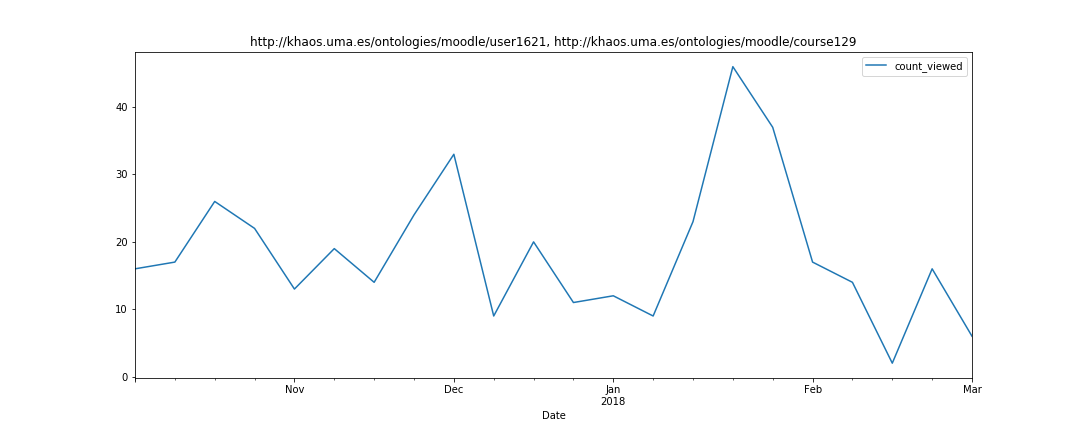 http://khaos.uma.es/ontologies/moodle/user1621, http://khaos.uma.es/ontologies/moodle/course129
count_viewed
40
30
20
10
0
Nov
Dec
Jan
2018
Feb
Mar
Date